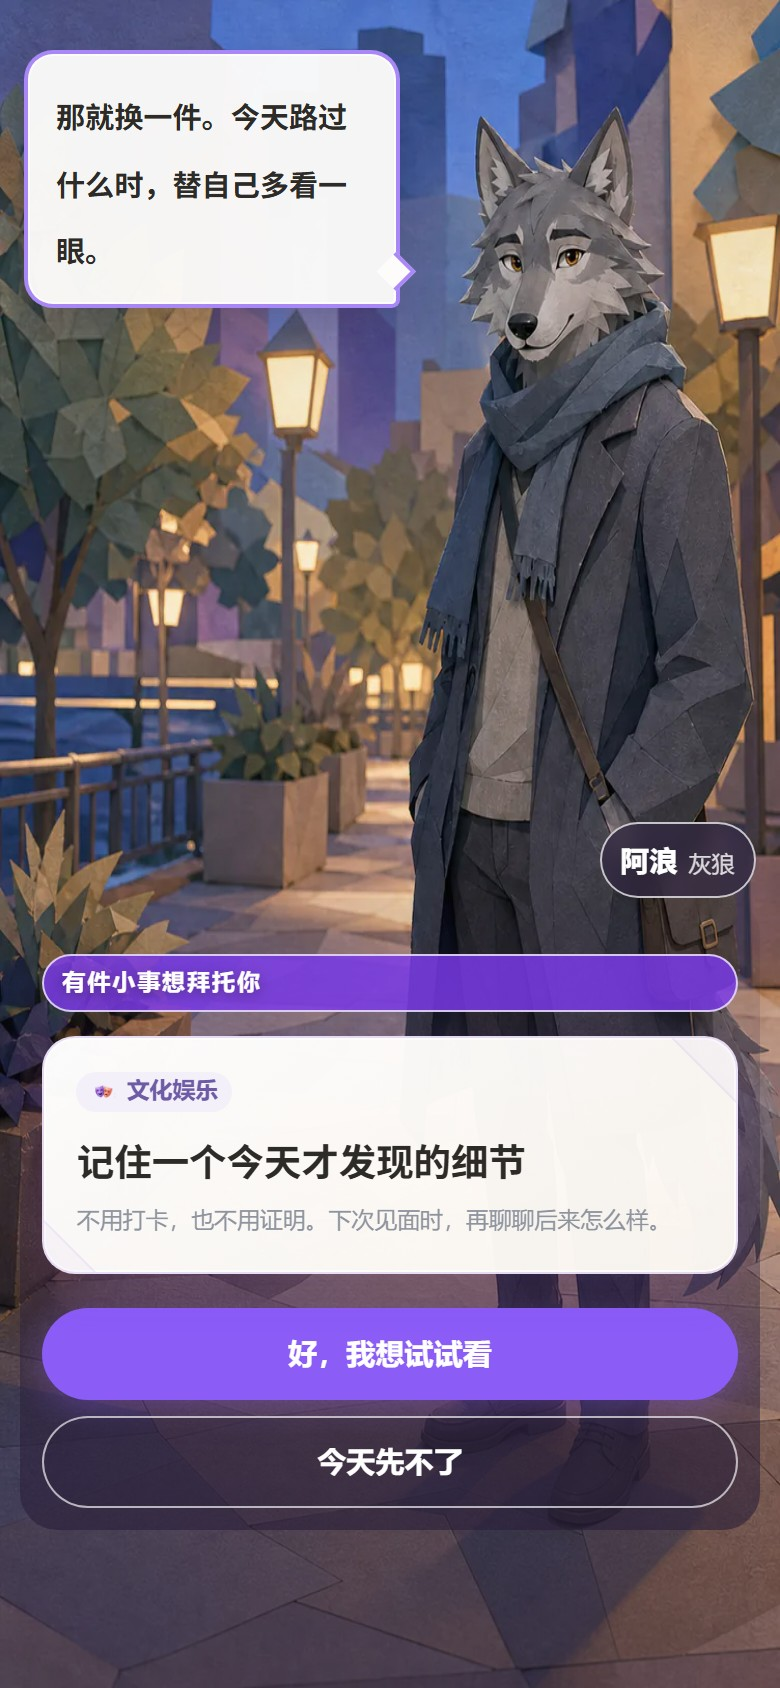 那就换一件。今天路过
什么时，替自己多看一
眼。
阿浪 灰狼
有件小事想拜托你
文化娱乐
记住一个今天才发现的细节
不用打卡，也不用证明。下次见面时，再聊聊后来怎么样。
好，我想试试看
今天先不了